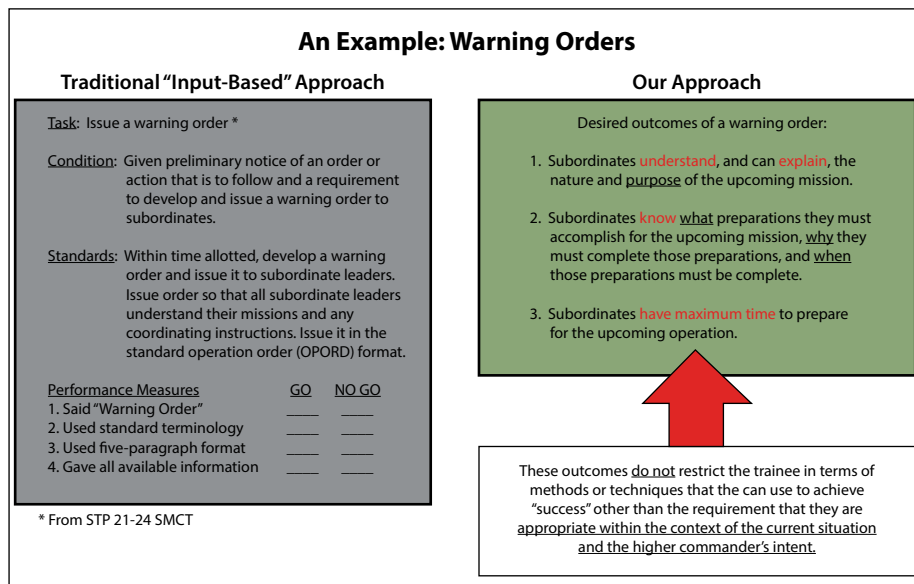 An Example: Warning Orders
Traditional “Input-Based” Approach
Task: Issue a warning order *
Condition: Given preliminary notice of an order or
action that is to follow and a requirement
to develop and issue a warning order to
subordinates.
Standards: Within time allotted, develop a warning
order and issue it to subordinate leaders.
Issue order so that all subordinate leaders
understand their missions and any
coordinating instructions. Issue it in the
standard operation order (OPORD) format.
Performance Measures GO NO GO
1. Said “Warning Order” ____ ____
2. Used standard terminology ____ ____
3. Used five-paragraph format ____ ____
4. Gave all available information ____ ____
* From STP 21-24 SMCT
Our Approach
Desired outcomes of a warning order:
1. Subordinates understand, and can explain, the
nature and purpose of the upcoming mission.
2. Subordinates know what preparations they must
accomplish for the upcoming mission, why they
must complete those preparations, and when
those preparations must be complete.
3. Subordinates have maximum time to prepare
for the upcoming operation.
These outcomes do not restrict the trainee in terms of
methods or techniques that the can use to achieve
“success” other than the requirement that they are
appropriate within the context of the current situation
and the higher commander’s intent.